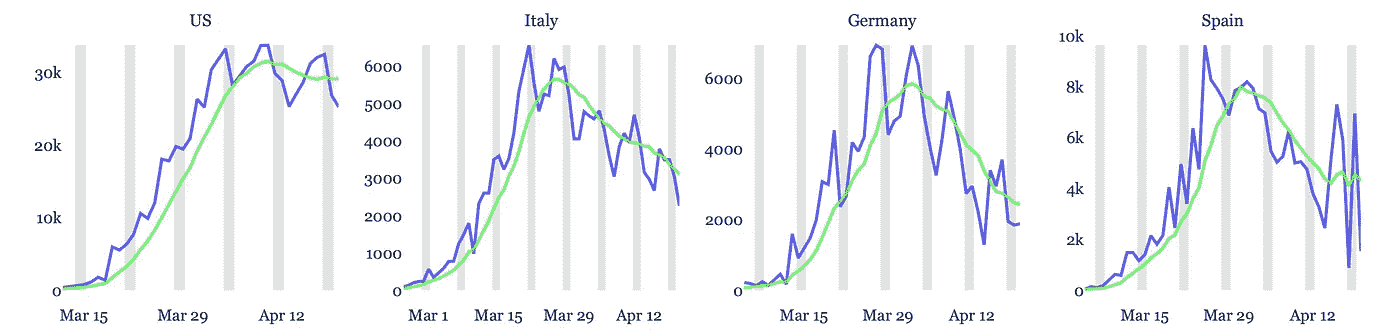 US
30k
20k
10k
0
Mar 15
Mar 29
Apr 12
Italy
6000
5000
4000
3000
2000
1000
0
Mar 1
Mar 15
Mar 29
Apr 12
Germany
6000
4000
2000
0
Mar 15
Mar 29
Apr 12
Spain
10k
8k
6k
4k
2k
0
Mar 15
Mar 29
Apr 12